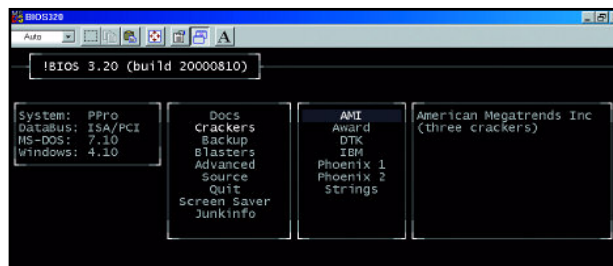 BIOS320
Auto
A
!BIOS 3.20 (build 20000810)
System: PPro
DataBus: ISA/PCI
MS-DOS: 7.10
Windows: 4.10
Docs
Crackers
Backup
Blasters
Advanced
Source
Quit
Screen Saver
Junkinfo
AMI
Award
DTK
IBM
Phoenix 1
Phoenix 2
Strings
American Megatrends Inc
(three crackers)